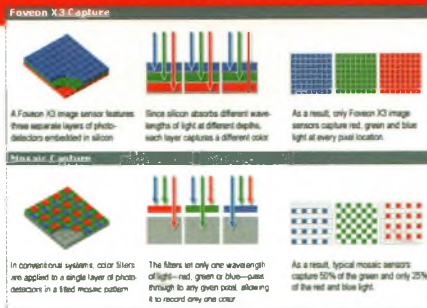 Foveon X3 Capture
A Foveon X3 image sensor features
three separate layers of photo-
detectors embedded in silicon
Since silicon absorbs different wave-
lengths of light at different depths,
each layer captures a different color
As a result, only Foveon X3 image
sensors capture red, green and blue
light at every pixel location.
Mosaic Capture
In conventional systems, color filters
are applied to a single layer of photo-
detectors in a tiled mosaic pattern
The filters let only one wavelength
of light—red, green or blue—pass
through to any given pixel, allowing
it to record only one color
As a result, typical mosaic sensors
capture 50% of the green and only 25%
of the red and blue light.